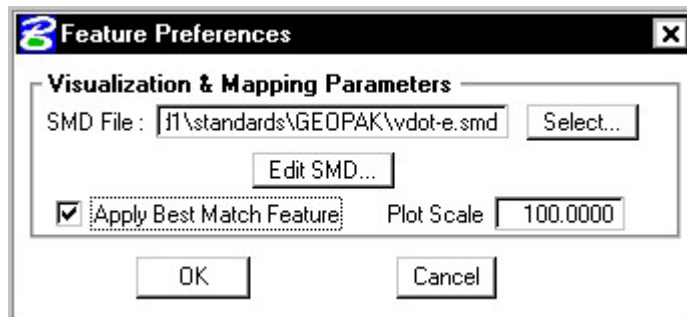 Feature Preferences
Visualization & Mapping Parameters
SMD File : \standards\GEOPAK\vdot-e.smd Select...
Edit SMD...
Apply Best Match Feature Plot Scale 100.0000
OK Cancel